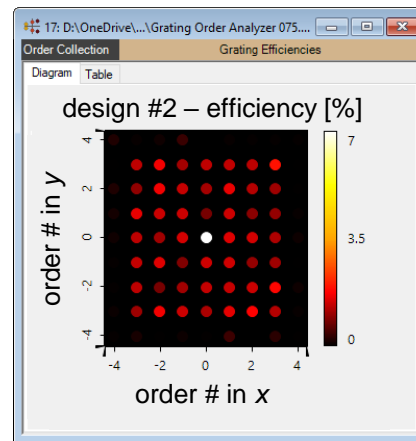 17: D:\OneDrive\...\Grating Order Analyzer 075....
Order Collection Grating Efficiencies
Diagram Table
design #2 – efficiency [%]
order # in y
4
2
0
-2
-4
-4 -2 0 2 4
order # in x
7
3.5
0